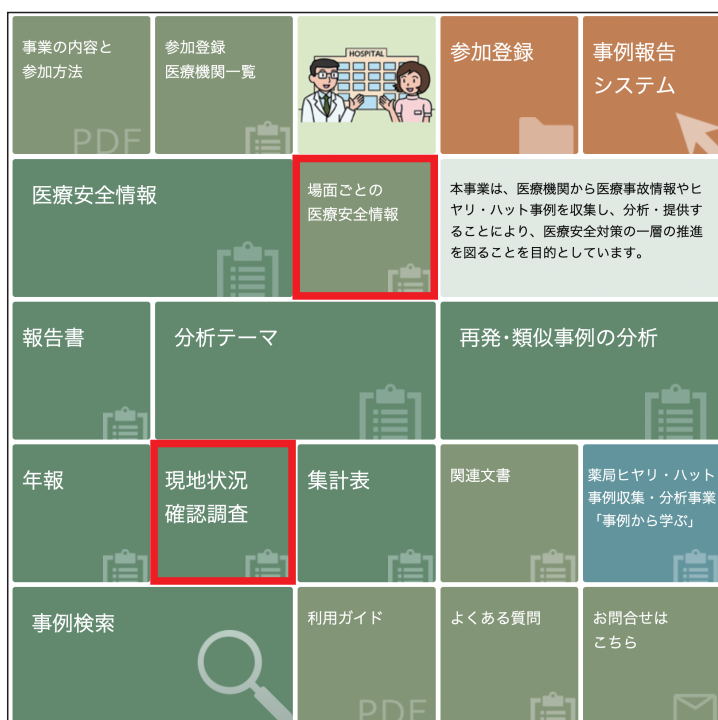 事業の内容と
参加方法
PDF
参加登録
医療機関一覧
HOSPITAL
参加登録
事例報告
システム
医療安全情報
場面ごとの
医療安全情報
本事業は、医療機関から医療事故情報やヒ
ヤリ・ハット事例を収集し、分析・提供す
ることにより、医療安全対策の一層の推進
を図ることを目的としています。
報告書
分析テーマ
再発･類似事例の分析
年報
現地状況
確認調査
集計表
関連文書
薬局ヒヤリ・ハット
事例収集・分析事業
「事例から学ぶ」
事例検索
利用ガイド
PDF
よくある質問
お問合せは
こちら